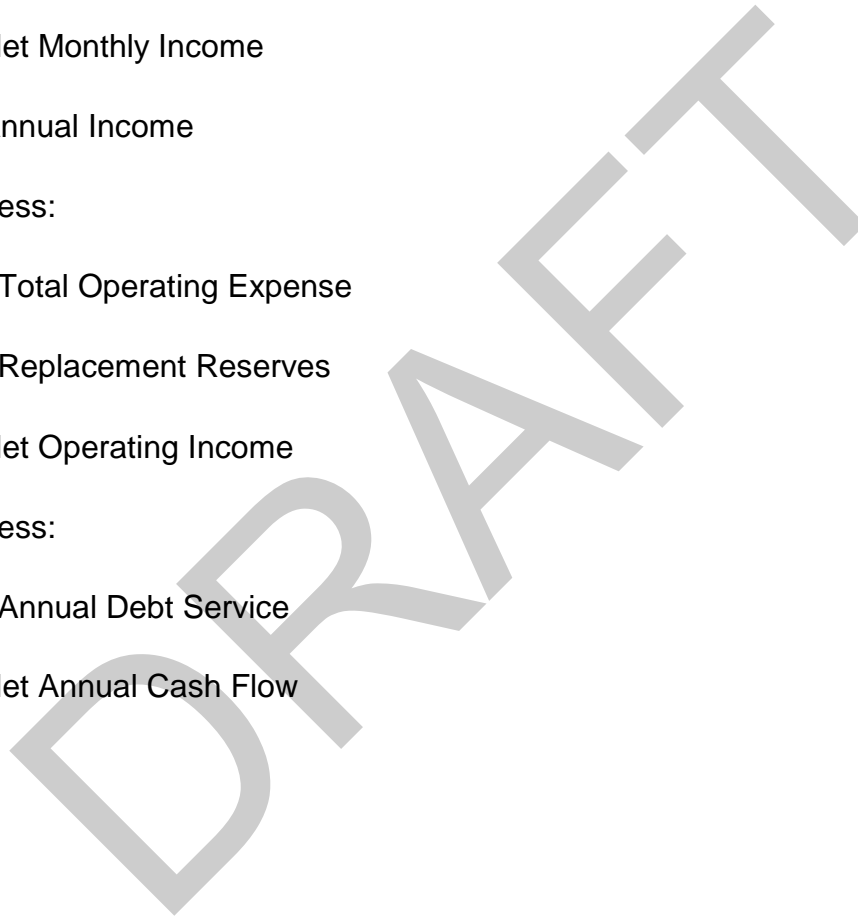 et Monthly Income
nnual Income
ess:
Total Operating Expense
Replacement Reserves
et Operating Income
ess:
Annual Debt Service
et Annual Cash Flow
DRAFT